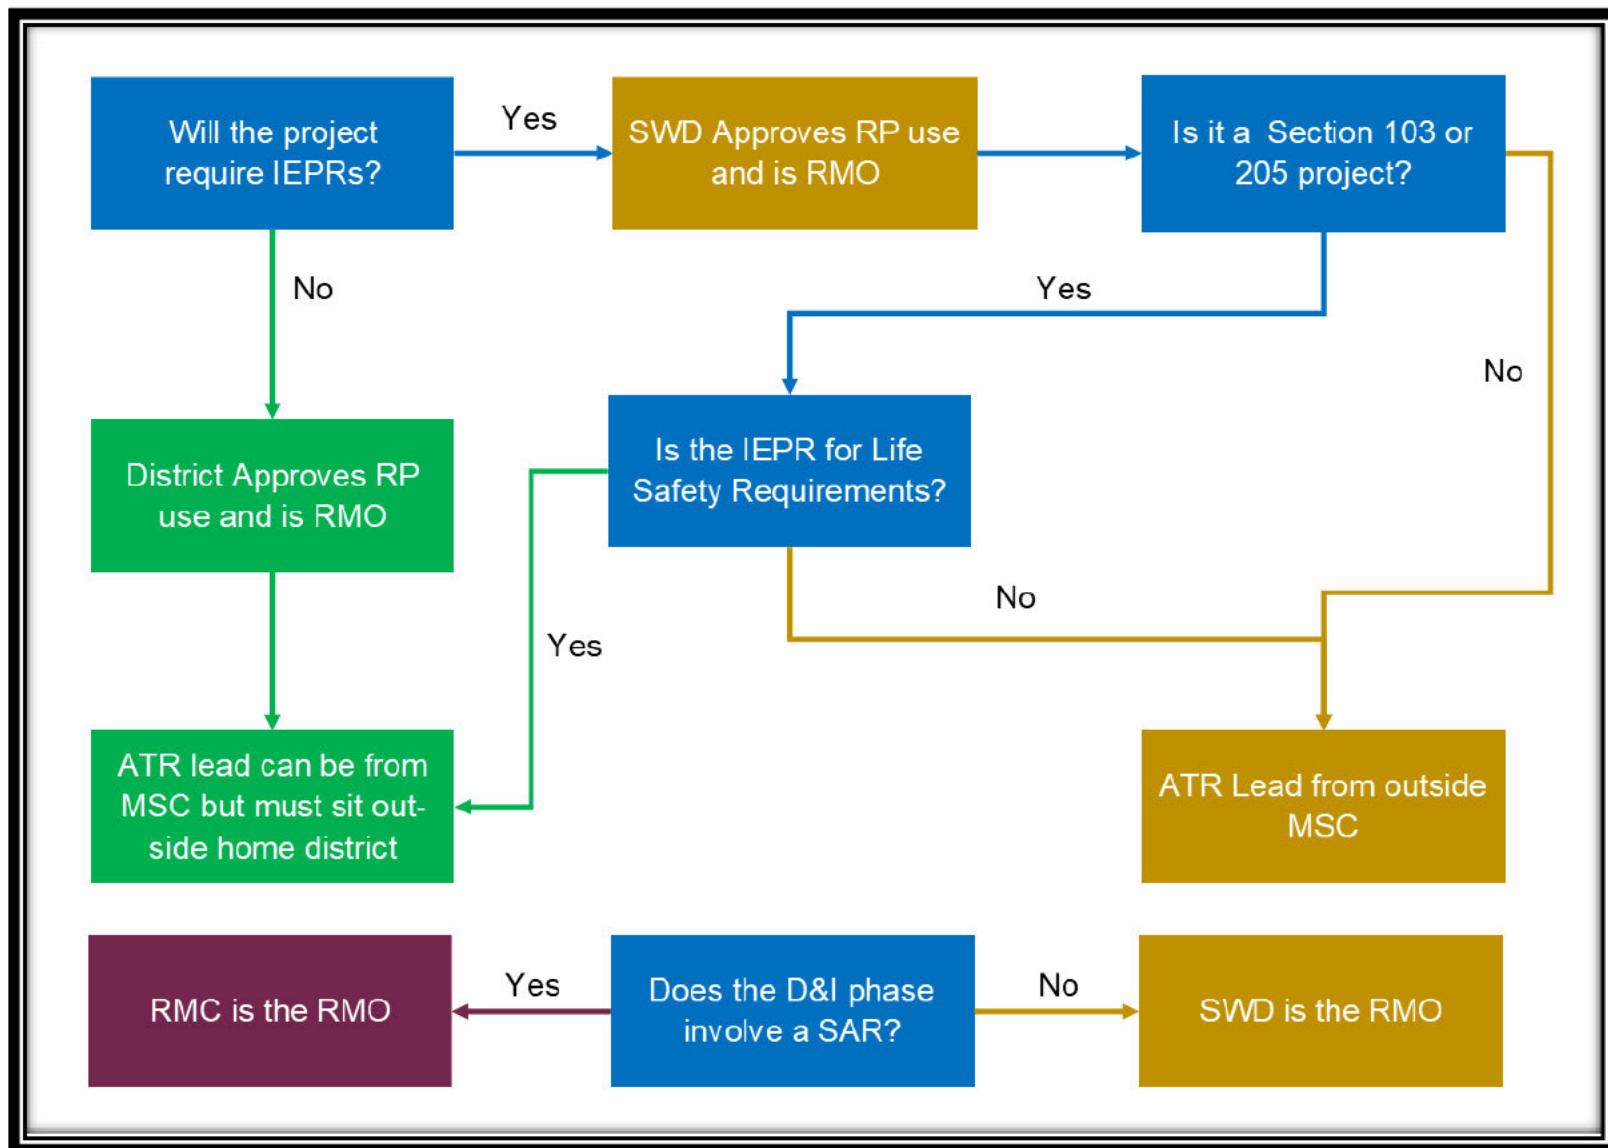 Will the project
require IEPRs?
Yes
SWD Approves RP use
and is RMO
Is it a Section 103 or
205 project?
No
Yes
No
District Approves RP
use and is RMO
Is the IEPR for Life
Safety Requirements?
Yes
No
ATR lead can be from
MSC but must sit out-
side home district
ATR Lead from outside
MSC
RMC is the RMO
Yes
Does the D&I phase
involve a SAR?
No
SWD is the RMO